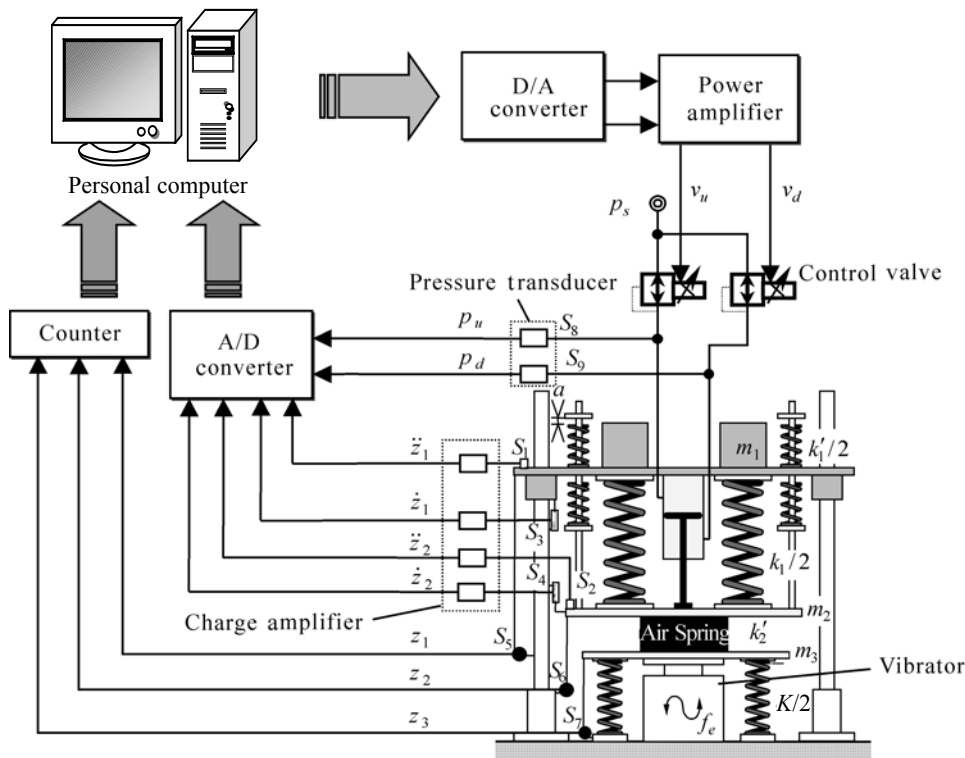 D/A
converter
Power
amplifier
Personal computer
p_s
v_u
v_d
Control valve
Pressure transducer
Counter
A/D
converter
p_u
S_8
p_d
S_9
a
z̈_1
S_1
m_1
k′_1/2
ż_1
S_3
z̈_2
S_4
S_2
k_1/2
ż_2
Charge amplifier
m_2
Air Spring
k′_2
z_1
S_5
m_3
Vibrator
z_2
S_6
K/2
z_3
S_7
f_e